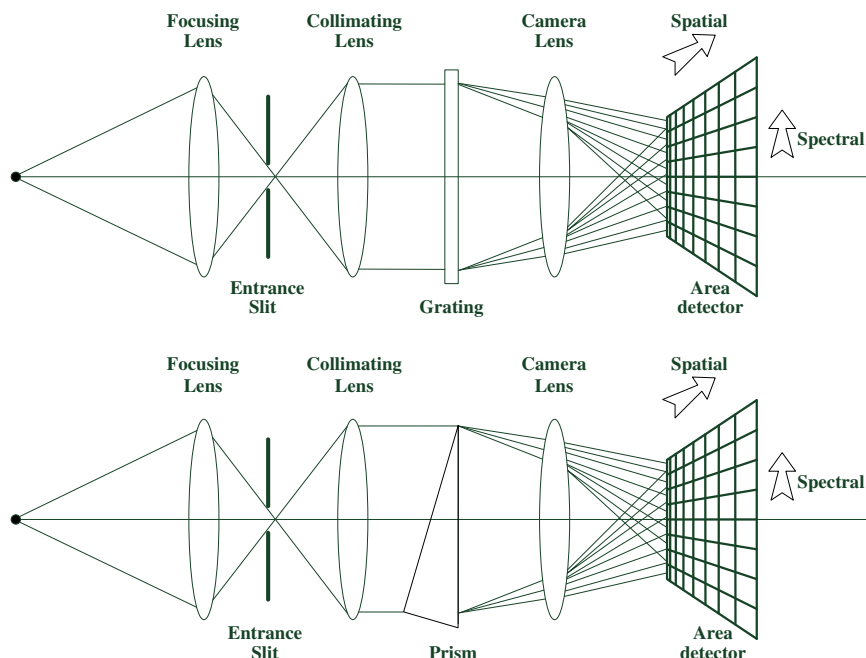 Focusing
Lens
Collimating
Lens
Camera
Lens
Spatial
Spectral
Entrance
Slit
Grating
Area
detector
Focusing
Lens
Collimating
Lens
Camera
Lens
Spatial
Spectral
Entrance
Slit
Prism
Area
detector